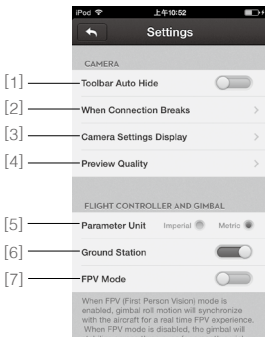 iPod 上午10:52
Settings
CAMERA
[1] Toolbar Auto Hide
[2] When Connection Breaks
[3] Camera Settings Display
[4] Preview Quality
FLIGHT CONTROLLER AND GIMBAL
[5] Parameter Unit Imperial Metric
[6] Ground Station
[7] FPV Mode
When FPV (First Person Vision) mode is
enabled, gimbal roll motion will synchronize
with the aircraft for a real time FPV experience.
When FPV mode is disabled, tho gimbal will